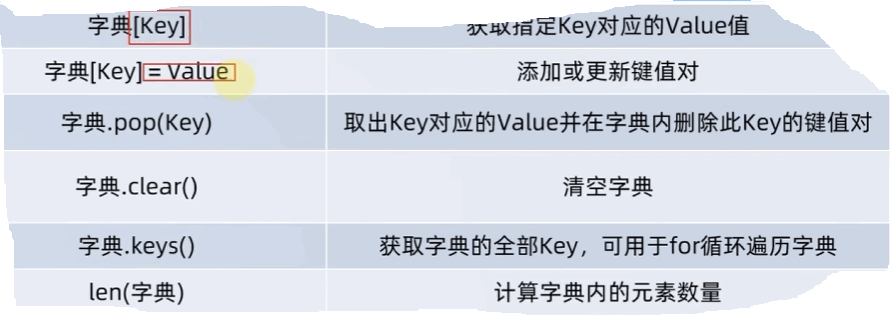 字典[Key]
获取指定Key对应的Value值
字典[Key] = Value
添加或更新键值对
字典.pop(Key)
取出Key对应的Value并在字典内删除此Key的键值对
字典.clear()
清空字典
字典.keys()
获取字典的全部Key，可用于for循环遍历字典
len(字典)
计算字典内的元素数量